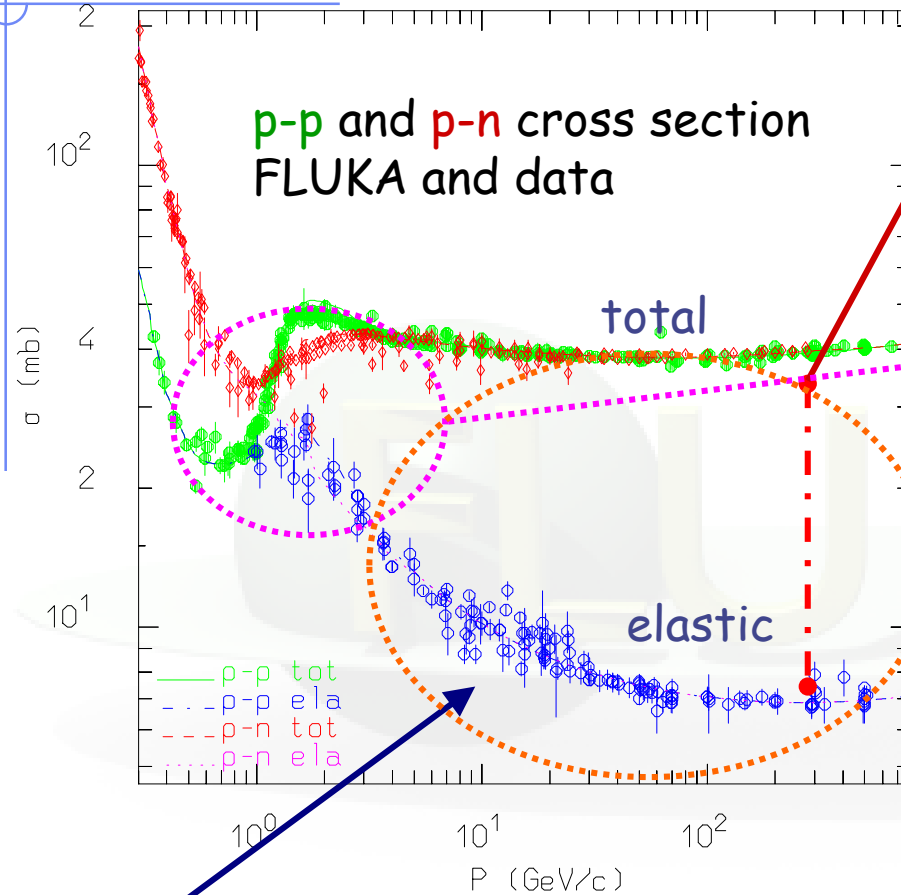 2
10²
4
2
10¹
σ (mb)
p-p and p-n cross section
FLUKA and data
total
elastic
p-p tot
p-p ela
p-n tot
p-n ela
FLU
10⁰
10¹
10²
P (GeV/c)